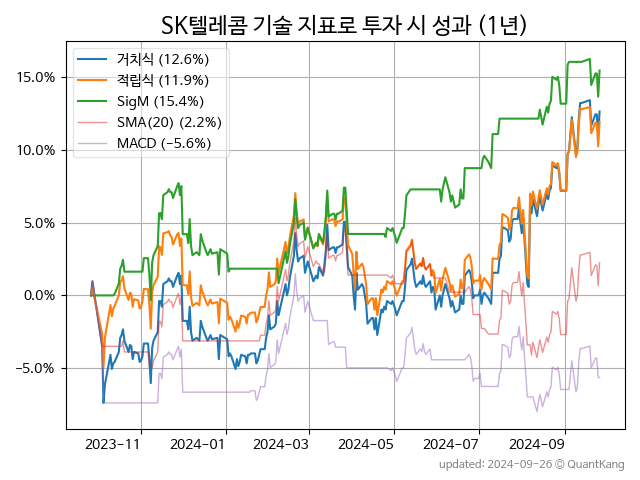 SK텔레콤 기술 지표로 투자 시 성과 (1년)
거치식 (12.6%)
적립식 (11.9%)
SigM (15.4%)
SMA(20) (2.2%)
MACD (−5.6%)
15.0%
10.0%
5.0%
0.0%
−5.0%
2023-11 2024-01 2024-03 2024-05 2024-07 2024-09
updated: 2024-09-26 © QuantKang